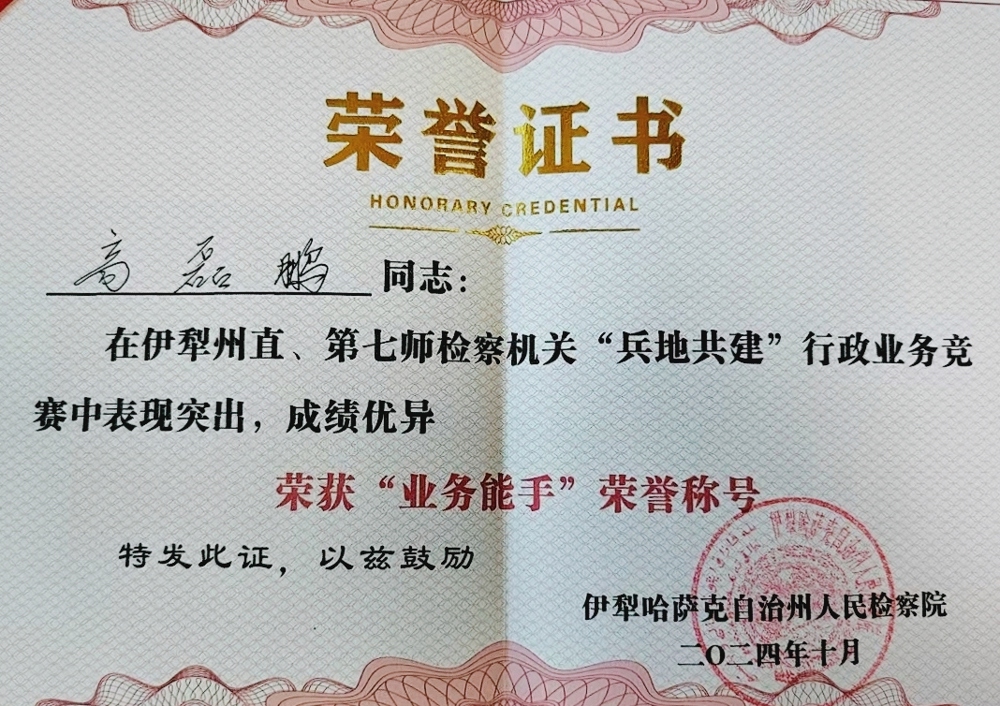 荣誉证书
HONORARY CREDENTIAL
高磊鹏 同志：
在伊犁州直、第七师检察机关“兵地共建”行政业务竞
赛中表现突出，成绩优异
荣获“业务能手”荣誉称号
特发此证，以兹鼓励
伊犁哈萨克自治州人民检察院
二〇二四年十月